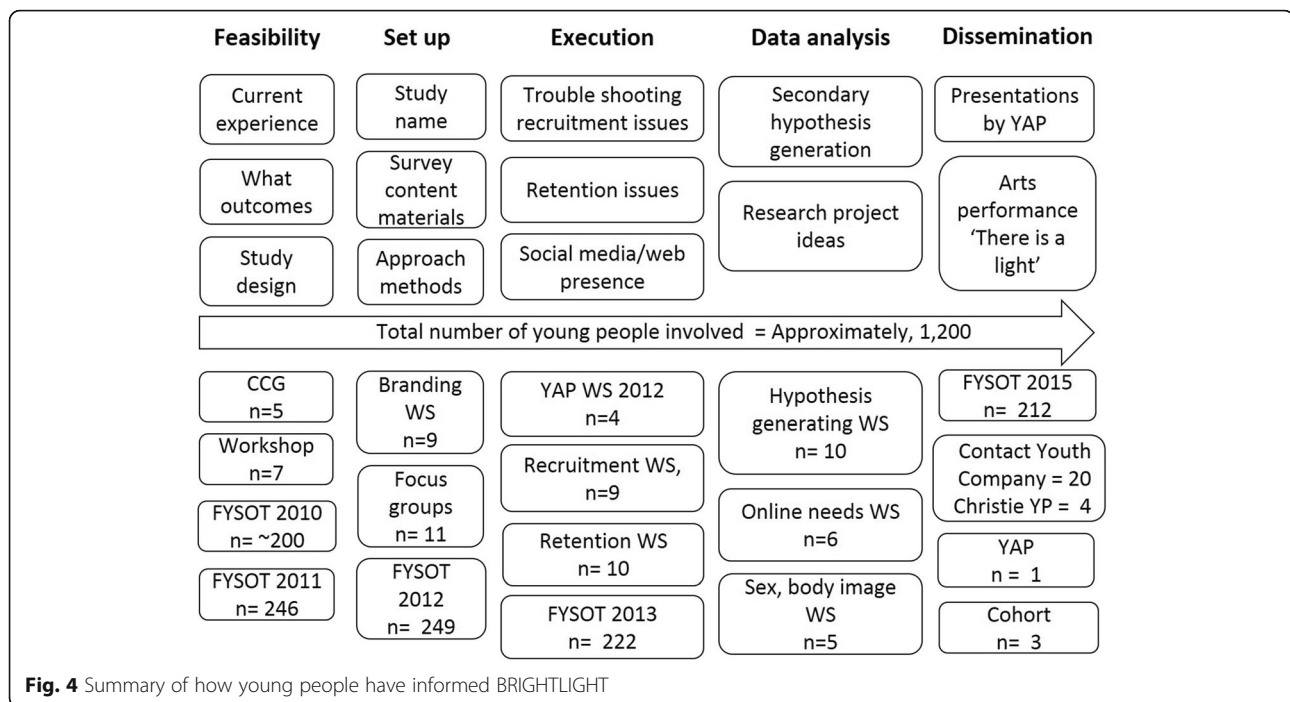 Feasibility
Set up
Execution
Data analysis
Dissemination
Current
experience
What
outcomes
Study
design
Study
name
Survey
content
materials
Approach
methods
Trouble shooting
recruitment issues
Retention issues
Social media/web
presence
Secondary
hypothesis
generation
Research project
ideas
Presentations
by YAP
Arts
performance
‘There is a
light’
Total number of young people involved = Approximately, 1,200
CCG
n=5
Workshop
n=7
FYSOT 2010
n= ~200
FYSOT 2011
n= 246
Branding
WS
n=9
Focus
groups
n= 11
FYSOT
2012
n= 249
YAP WS 2012
n=4
Recruitment WS,
n=9
Retention WS
n= 10
FYSOT 2013
n= 222
Hypothesis
generating WS
n= 10
Online needs WS
n=6
Sex, body image
WS
n=5
FYSOT 2015
n= 212
Contact Youth
Company = 20
Christie YP = 4
YAP
n = 1
Cohort
n= 3
Fig. 4 Summary of how young people have informed BRIGHTLIGHT